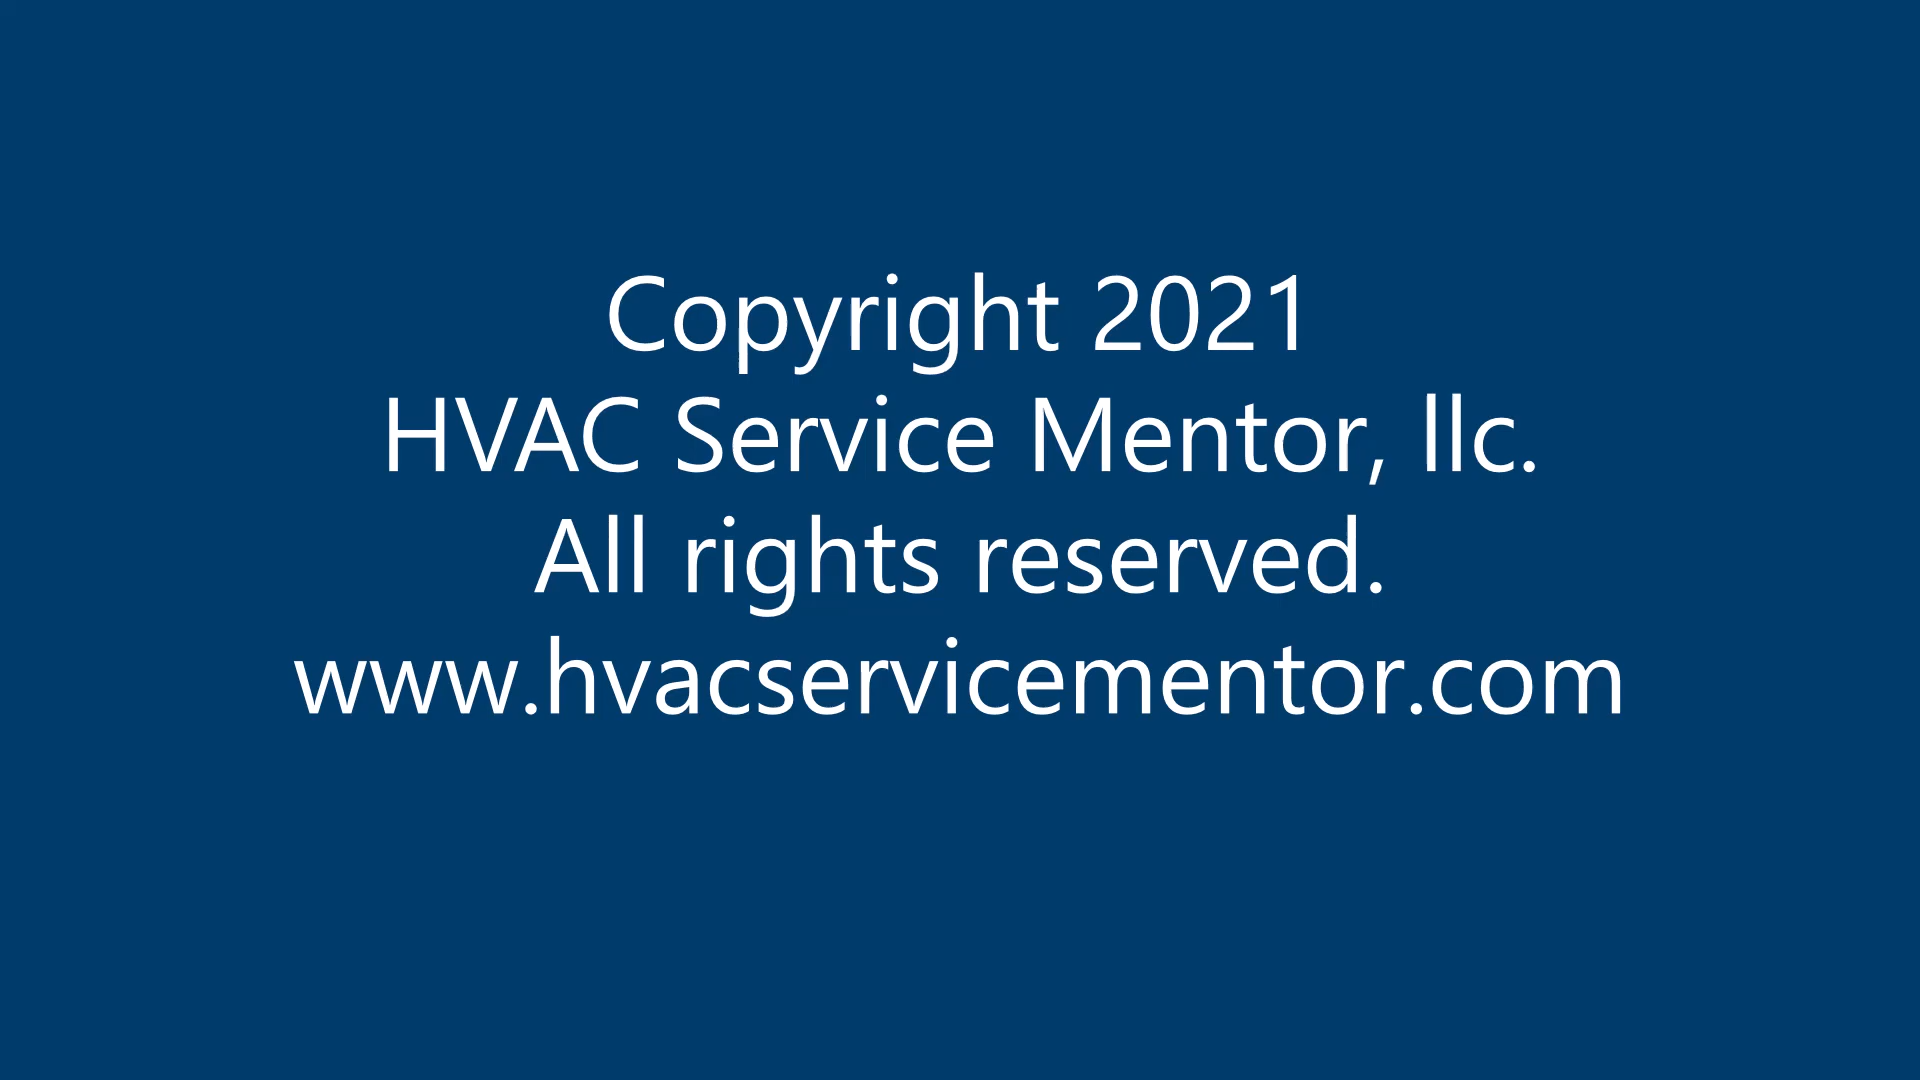 Copyright 2021
HVAC Service Mentor, llc.
All rights reserved.
www.hvacservicementor.com